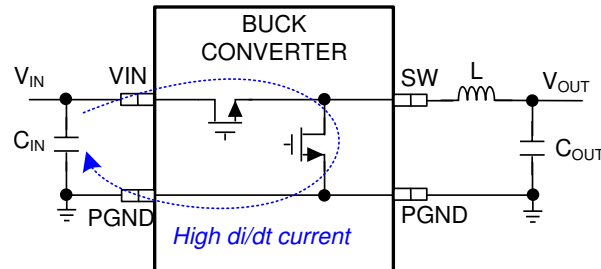 BUCK
CONVERTER
VIN
VIN
SW
L
VOUT
CIN
COUT
PGND
PGND
High di/dt current